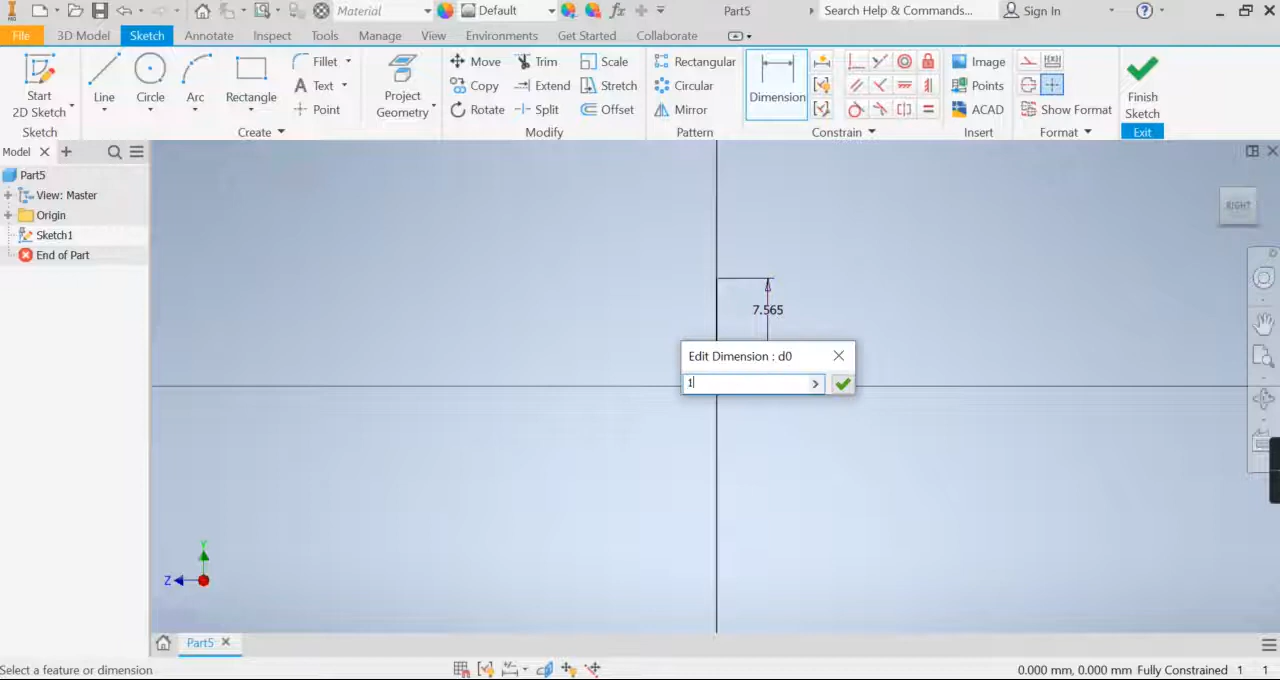 Material Default Part5 Search Help & Commands... Sign In
File 3D Model Sketch Annotate Inspect Tools Manage View Environments Get Started Collaborate
Start 2D Sketch Line Circle Arc Rectangle Fillet Text Point Project Geometry
Move Trim Scale
Copy Extend Stretch
Rotate Split Offset
Rectangular
Circular
Mirror
Dimension
Image
Points
ACAD
Show Format
Finish Sketch
Sketch Create Modify Pattern Constrain Insert Format Exit
Model
Part5
View: Master
Origin
Sketch1
End of Part
RIGHT
7.565
Edit Dimension : d0
1
Y
Z
Part5
Select a feature or dimension 0.000 mm, 0.000 mm Fully Constrained 1 1